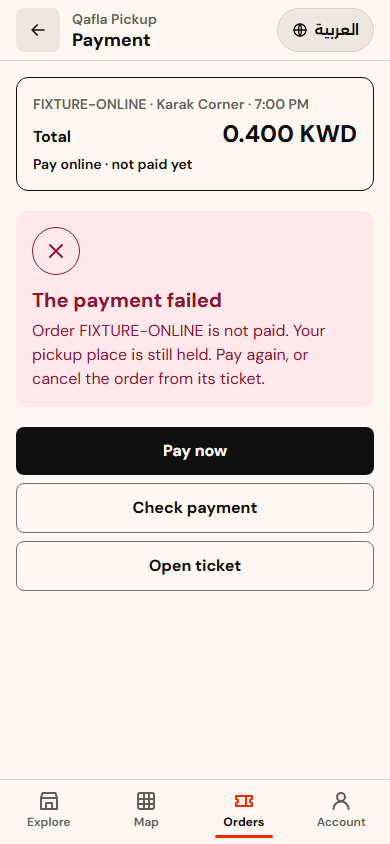 Qafla Pickup
Payment
العربية
FIXTURE-ONLINE · Karak Corner · 7:00 PM
Total 0.400 KWD
Pay online · not paid yet
The payment failed
Order FIXTURE-ONLINE is not paid. Your
pickup place is still held. Pay again, or
cancel the order from its ticket.
Pay now
Check payment
Open ticket
Explore Map Orders Account